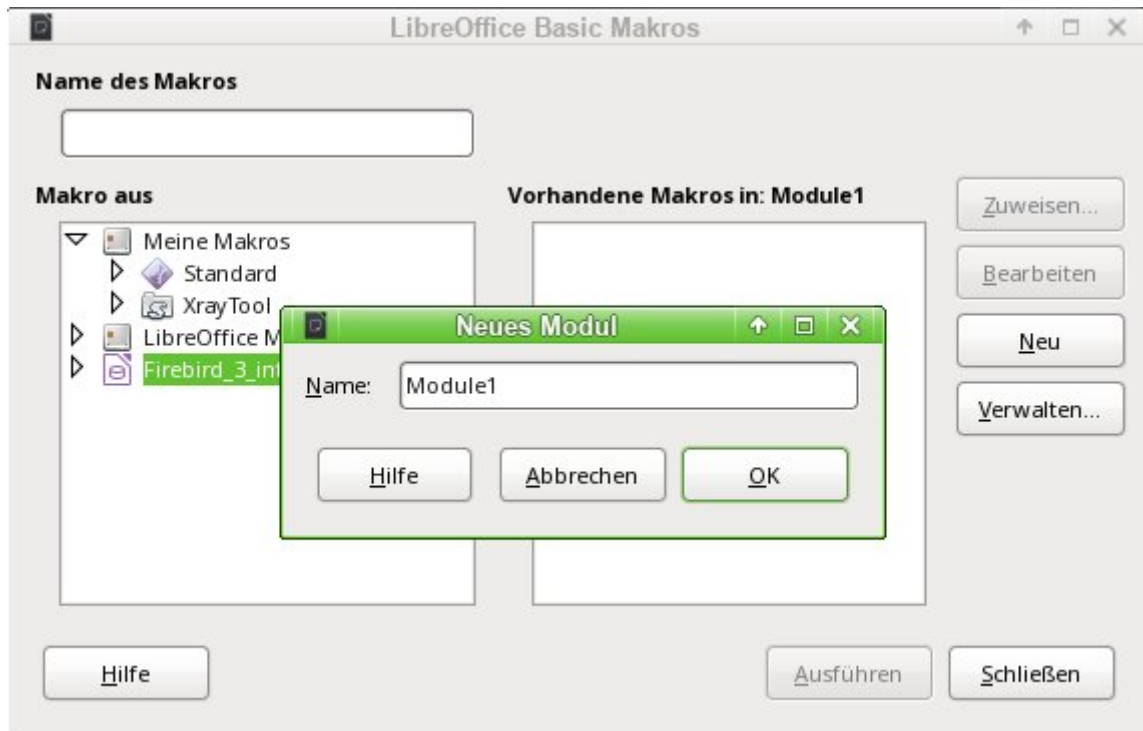 LibreOffice Basic Makros
Name des Makros
Makro aus
Vorhandene Makros in: Module1
Meine Makros
Standard
XrayTool
LibreOffice
Zuweisen...
Bearbeiten
Neu
Verwalten...
Neues Modul
Name:
Module1
Hilfe
Abbrechen
OK
Hilfe
Ausführen
Schließen